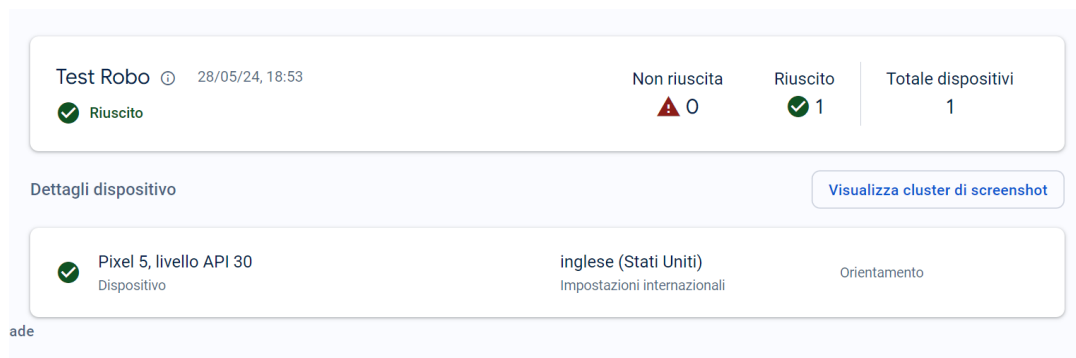 Test Robo 28/05/24, 18:53
Riuscito
Non riuscita Riuscito Totale dispositivi
0 1 1
Dettagli dispositivo Visualizza cluster di screenshot
Pixel 5, livello API 30 inglese (Stati Uniti)
Dispositivo Impostazioni internazionali Orientamento
ade